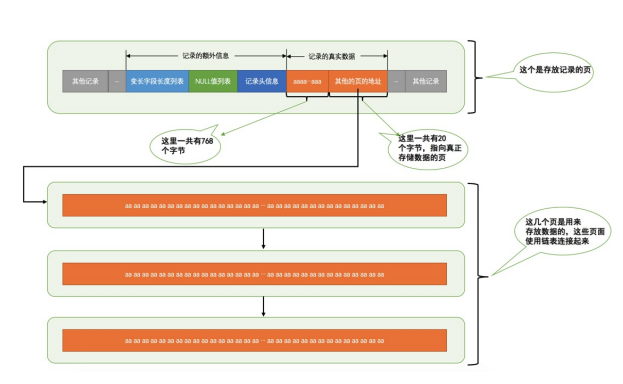 记录的额外信息
记录的真实数据
其他记录
...
变长字段长度列表
NULL值列表
记录头信息
aaaa···aaa
其他的页的地址
...
其他记录
这个是存放记录的页
这里一共有768
个字节
这里一共有20
个字节，指向真正
存储数据的页
aa aa aa aa aa aa aa aa aa aa aa aa aa aa aa aa ··· aa aa aa aa aa aa aa aa aa aa aa aa aa aa
aa aa aa aa aa aa aa aa aa aa aa aa aa aa aa aa ··· aa aa aa aa aa aa aa aa aa aa aa aa aa aa
aa aa aa aa aa aa aa aa aa aa aa aa aa aa aa aa ··· aa aa aa aa aa aa aa aa aa aa aa aa aa aa
这几个页是用来
存放数据的，这些页面
使用链表连接起来